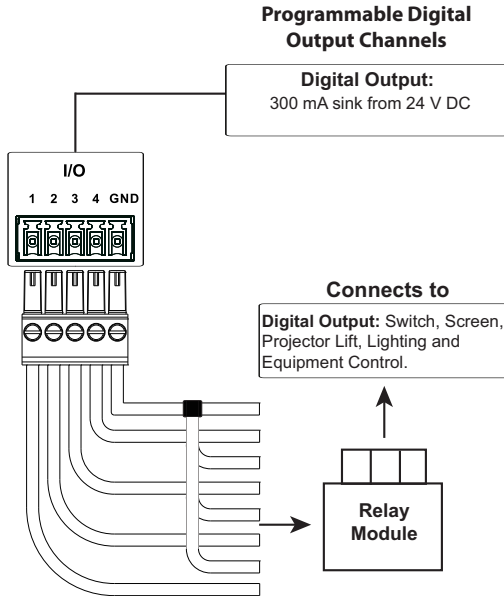 Programmable Digital
Output Channels
Digital Output:
300 mA sink from 24 V DC
I/O
1 2 3 4 GND
Connects to
Digital Output: Switch, Screen,
Projector Lift, Lighting and
Equipment Control.
Relay
Module